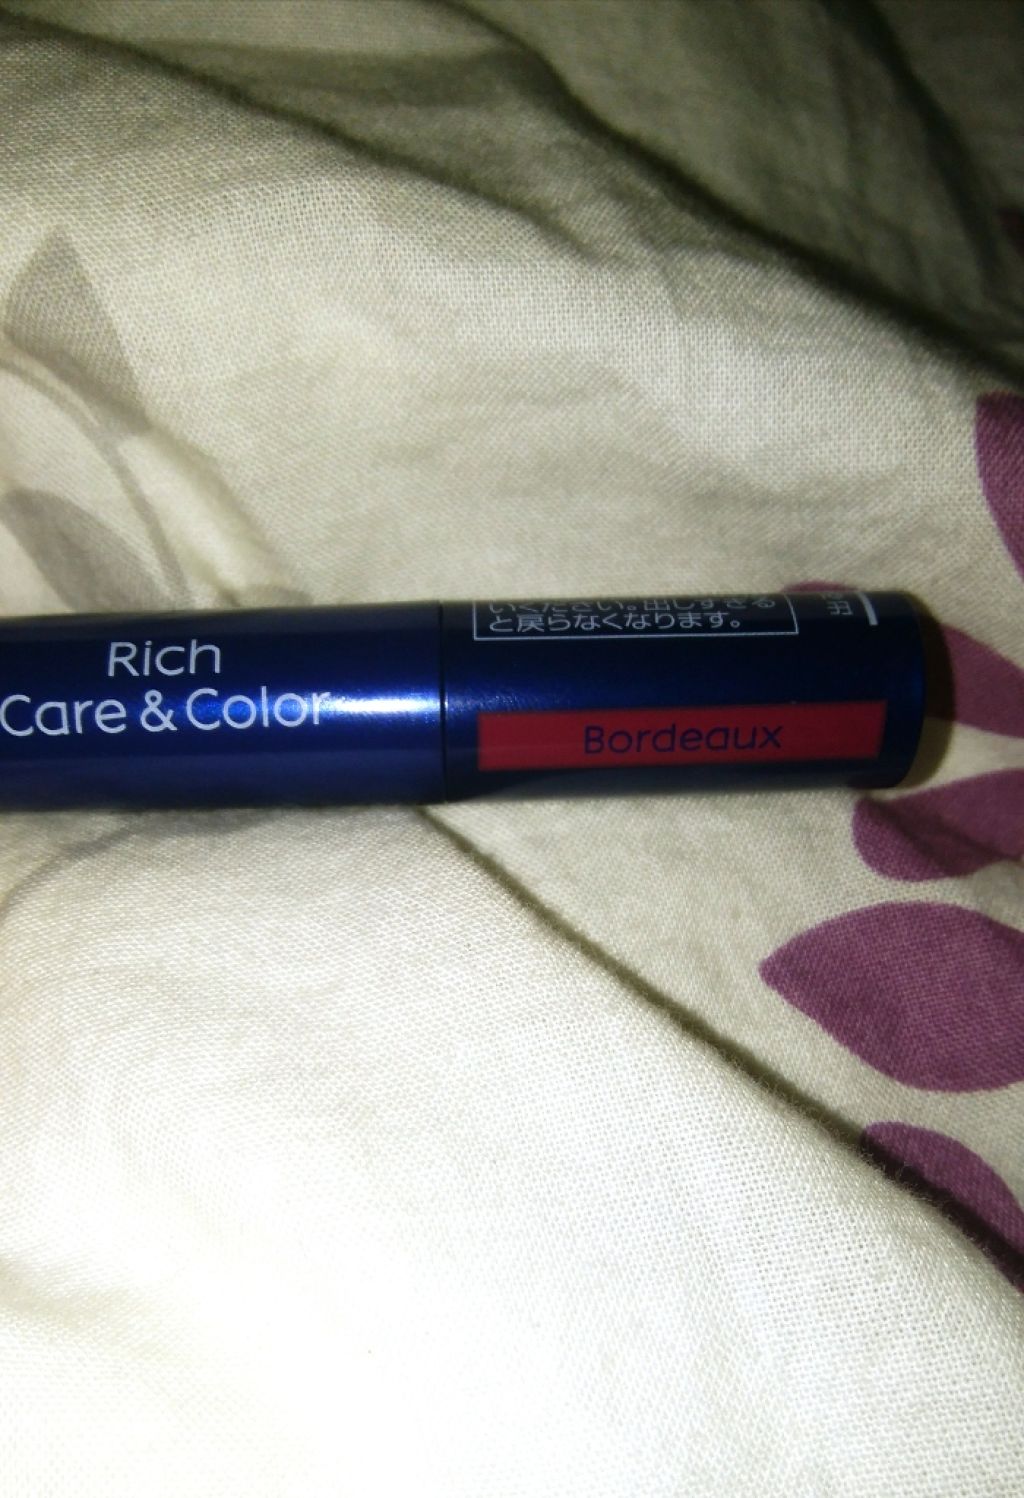 Rich
Care & Color
いください。出しすぎる
と戻らなくなります。
出
Bordeaux